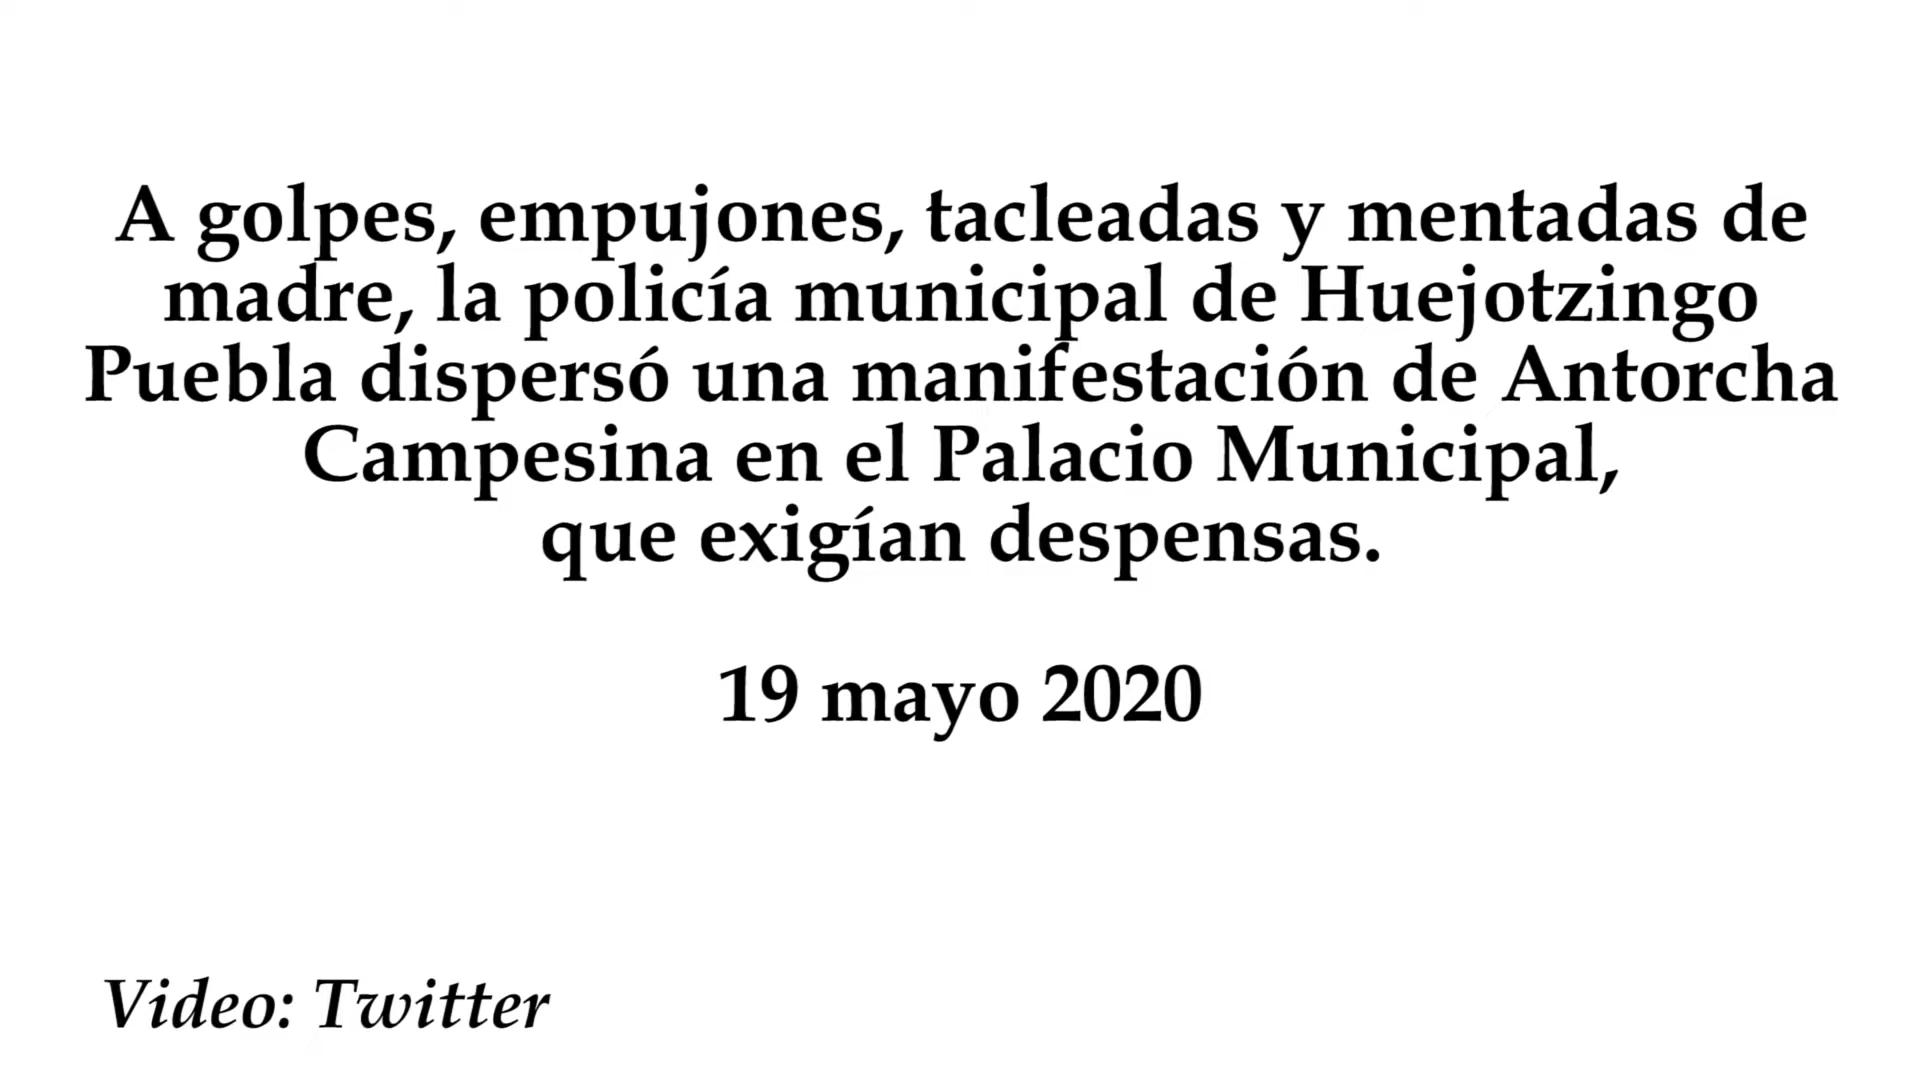 A golpes, empujones, tacleadas y mentadas de
madre, la policía municipal de Huejotzingo
Puebla dispersó una manifestación de Antorcha
Campesina en el Palacio Municipal,
que exigían despensas.
19 mayo 2020
Video: Twitter